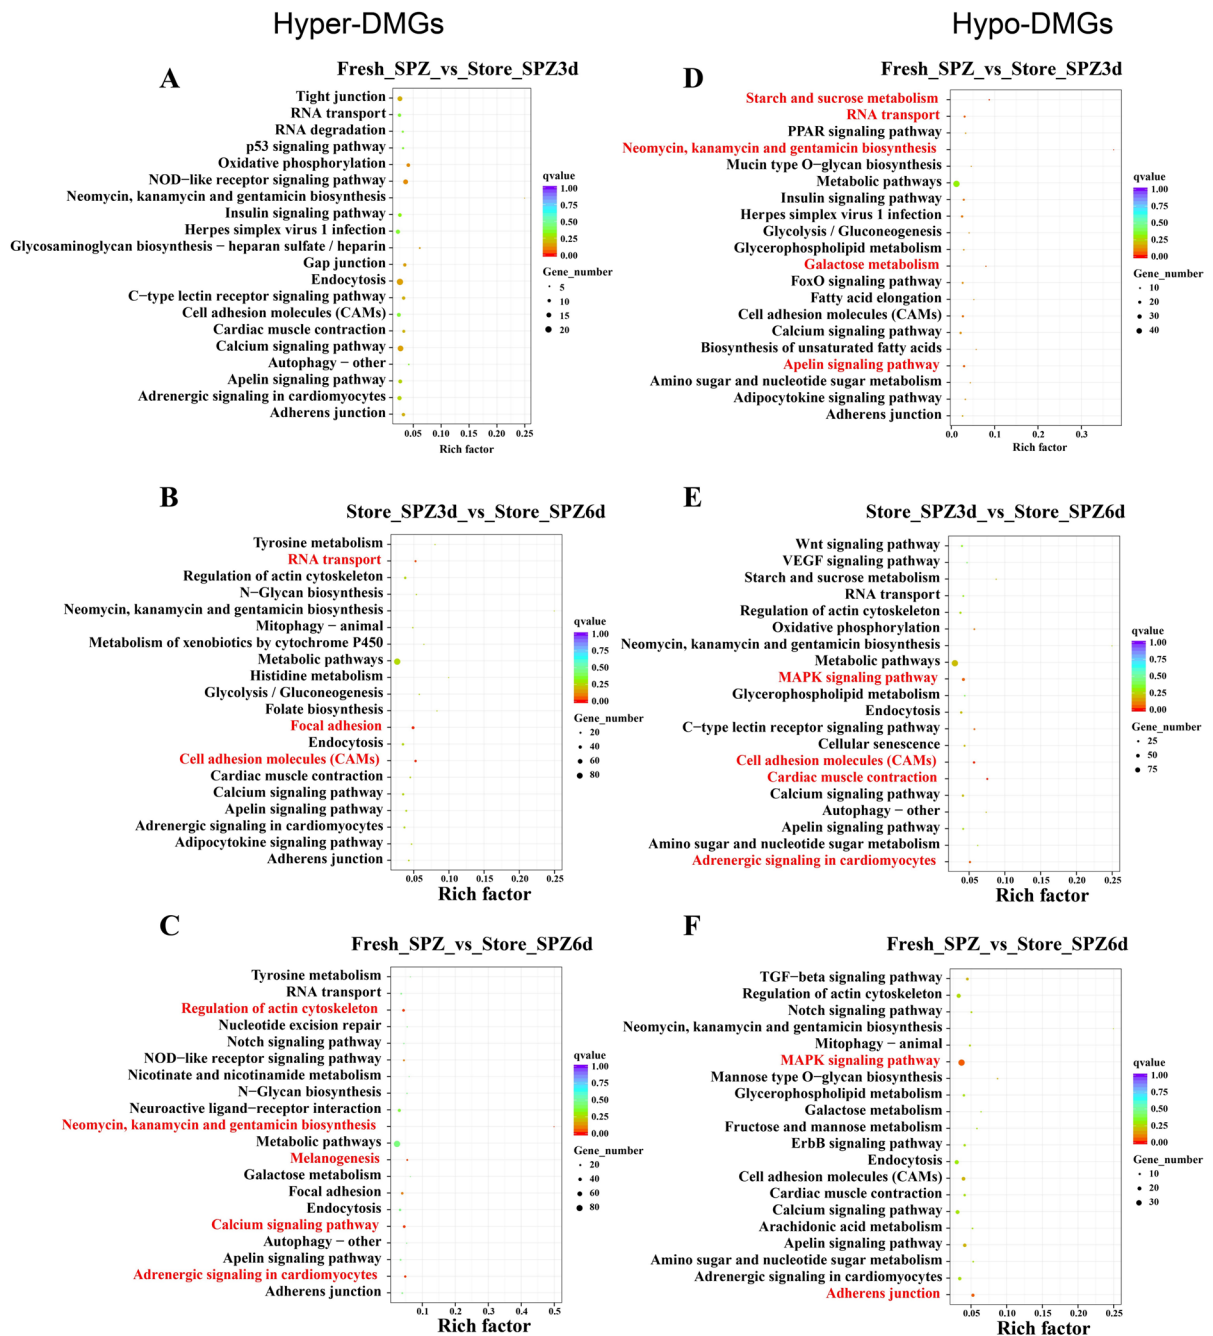 Hyper-DMGs
Hypo-DMGs
A
Fresh_SPZ_vs_Store_SPZ3d
Tight junction
RNA transport
RNA degradation
p53 signaling pathway
Oxidative phosphorylation
NOD−like receptor signaling pathway
Neomycin, kanamycin and gentamicin biosynthesis
Insulin signaling pathway
Herpes simplex virus 1 infection
Glycosaminoglycan biosynthesis − heparan sulfate / heparin
Gap junction
Endocytosis
C−type lectin receptor signaling pathway
Cell adhesion molecules (CAMs)
Cardiac muscle contraction
Calcium signaling pathway
Autophagy − other
Apelin signaling pathway
Adrenergic signaling in cardiomyocytes
Adherens junction
0.05 0.10 0.15 0.20 0.25
Rich factor
qvalue
1.00
0.75
0.50
0.25
0.00
Gene_number
5
10
15
20
D
Fresh_SPZ_vs_Store_SPZ3d
Starch and sucrose metabolism
RNA transport
PPAR signaling pathway
Neomycin, kanamycin and gentamicin biosynthesis
Mucin type O−glycan biosynthesis
Metabolic pathways
Insulin signaling pathway
Herpes simplex virus 1 infection
Glycolysis / Gluconeogenesis
Glycerophospholipid metabolism
Galactose metabolism
FoxO signaling pathway
Fatty acid elongation
Cell adhesion molecules (CAMs)
Calcium signaling pathway
Biosynthesis of unsaturated fatty acids
Apelin signaling pathway
Amino sugar and nucleotide sugar metabolism
Adipocytokine signaling pathway
Adherens junction
0.0 0.1 0.2 0.3
Rich factor
qvalue
1.00
0.75
0.50
0.25
0.00
Gene_number
10
20
30
40
B
Store_SPZ3d_vs_Store_SPZ6d
Tyrosine metabolism
RNA transport
Regulation of actin cytoskeleton
N−Glycan biosynthesis
Neomycin, kanamycin and gentamicin biosynthesis
Mitophagy − animal
Metabolism of xenobiotics by cytochrome P450
Metabolic pathways
Histidine metabolism
Glycolysis / Gluconeogenesis
Folate biosynthesis
Focal adhesion
Endocytosis
Cell adhesion molecules (CAMs)
Cardiac muscle contraction
Calcium signaling pathway
Apelin signaling pathway
Adrenergic signaling in cardiomyocytes
Adipocytokine signaling pathway
Adherens junction
0.05 0.10 0.15 0.20 0.25
Rich factor
qvalue
1.00
0.75
0.50
0.25
0.00
Gene_number
20
40
60
80
E
Store_SPZ3d_vs_Store_SPZ6d
Wnt signaling pathway
VEGF signaling pathway
Starch and sucrose metabolism
RNA transport
Regulation of actin cytoskeleton
Oxidative phosphorylation
Neomycin, kanamycin and gentamicin biosynthesis
Metabolic pathways
MAPK signaling pathway
Glycerophospholipid metabolism
Endocytosis
C−type lectin receptor signaling pathway
Cellular senescence
Cell adhesion molecules (CAMs)
Cardiac muscle contraction
Calcium signaling pathway
Autophagy − other
Apelin signaling pathway
Amino sugar and nucleotide sugar metabolism
Adrenergic signaling in cardiomyocytes
0.05 0.10 0.15 0.20 0.25
Rich factor
qvalue
1.00
0.75
0.50
0.25
0.00
Gene_number
25
50
75
C
Fresh_SPZ_vs_Store_SPZ6d
Tyrosine metabolism
RNA transport
Regulation of actin cytoskeleton
Nucleotide excision repair
Notch signaling pathway
NOD−like receptor signaling pathway
Nicotinate and nicotinamide metabolism
N−Glycan biosynthesis
Neuroactive ligand−receptor interaction
Neomycin, kanamycin and gentamicin biosynthesis
Metabolic pathways
Melanogenesis
Galactose metabolism
Focal adhesion
Endocytosis
Calcium signaling pathway
Autophagy − other
Apelin signaling pathway
Adrenergic signaling in cardiomyocytes
Adherens junction
0.1 0.2 0.3 0.4 0.5
Rich factor
qvalue
1.00
0.75
0.50
0.25
0.00
Gene_number
20
40
60
80
F
Fresh_SPZ_vs_Store_SPZ6d
TGF−beta signaling pathway
Regulation of actin cytoskeleton
Notch signaling pathway
Neomycin, kanamycin and gentamicin biosynthesis
Mitophagy − animal
MAPK signaling pathway
Mannose type O−glycan biosynthesis
Glycerophospholipid metabolism
Galactose metabolism
Fructose and mannose metabolism
ErbB signaling pathway
Endocytosis
Cell adhesion molecules (CAMs)
Cardiac muscle contraction
Calcium signaling pathway
Arachidonic acid metabolism
Apelin signaling pathway
Amino sugar and nucleotide sugar metabolism
Adrenergic signaling in cardiomyocytes
Adherens junction
0.05 0.10 0.15 0.20 0.25
Rich factor
qvalue
1.00
0.75
0.50
0.25
0.00
Gene_number
10
20
30